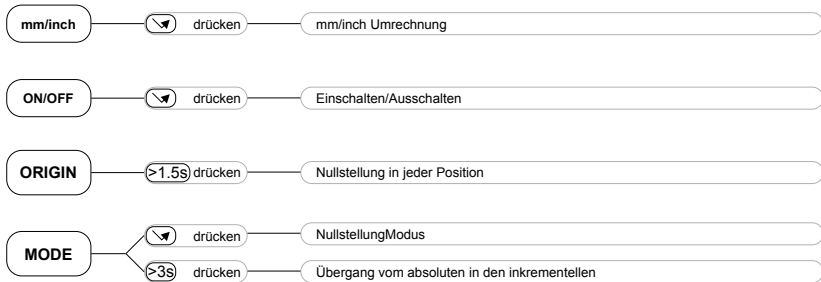 mm/inch drücken mm/inch Umrechnung
ON/OFF drücken Einschalten/Ausschalten
ORIGIN >1.5s drücken Nullstellung in jeder Position
drücken NullstellungModus
MODE
>3s drücken Übergang vom absoluten in den inkrementellen